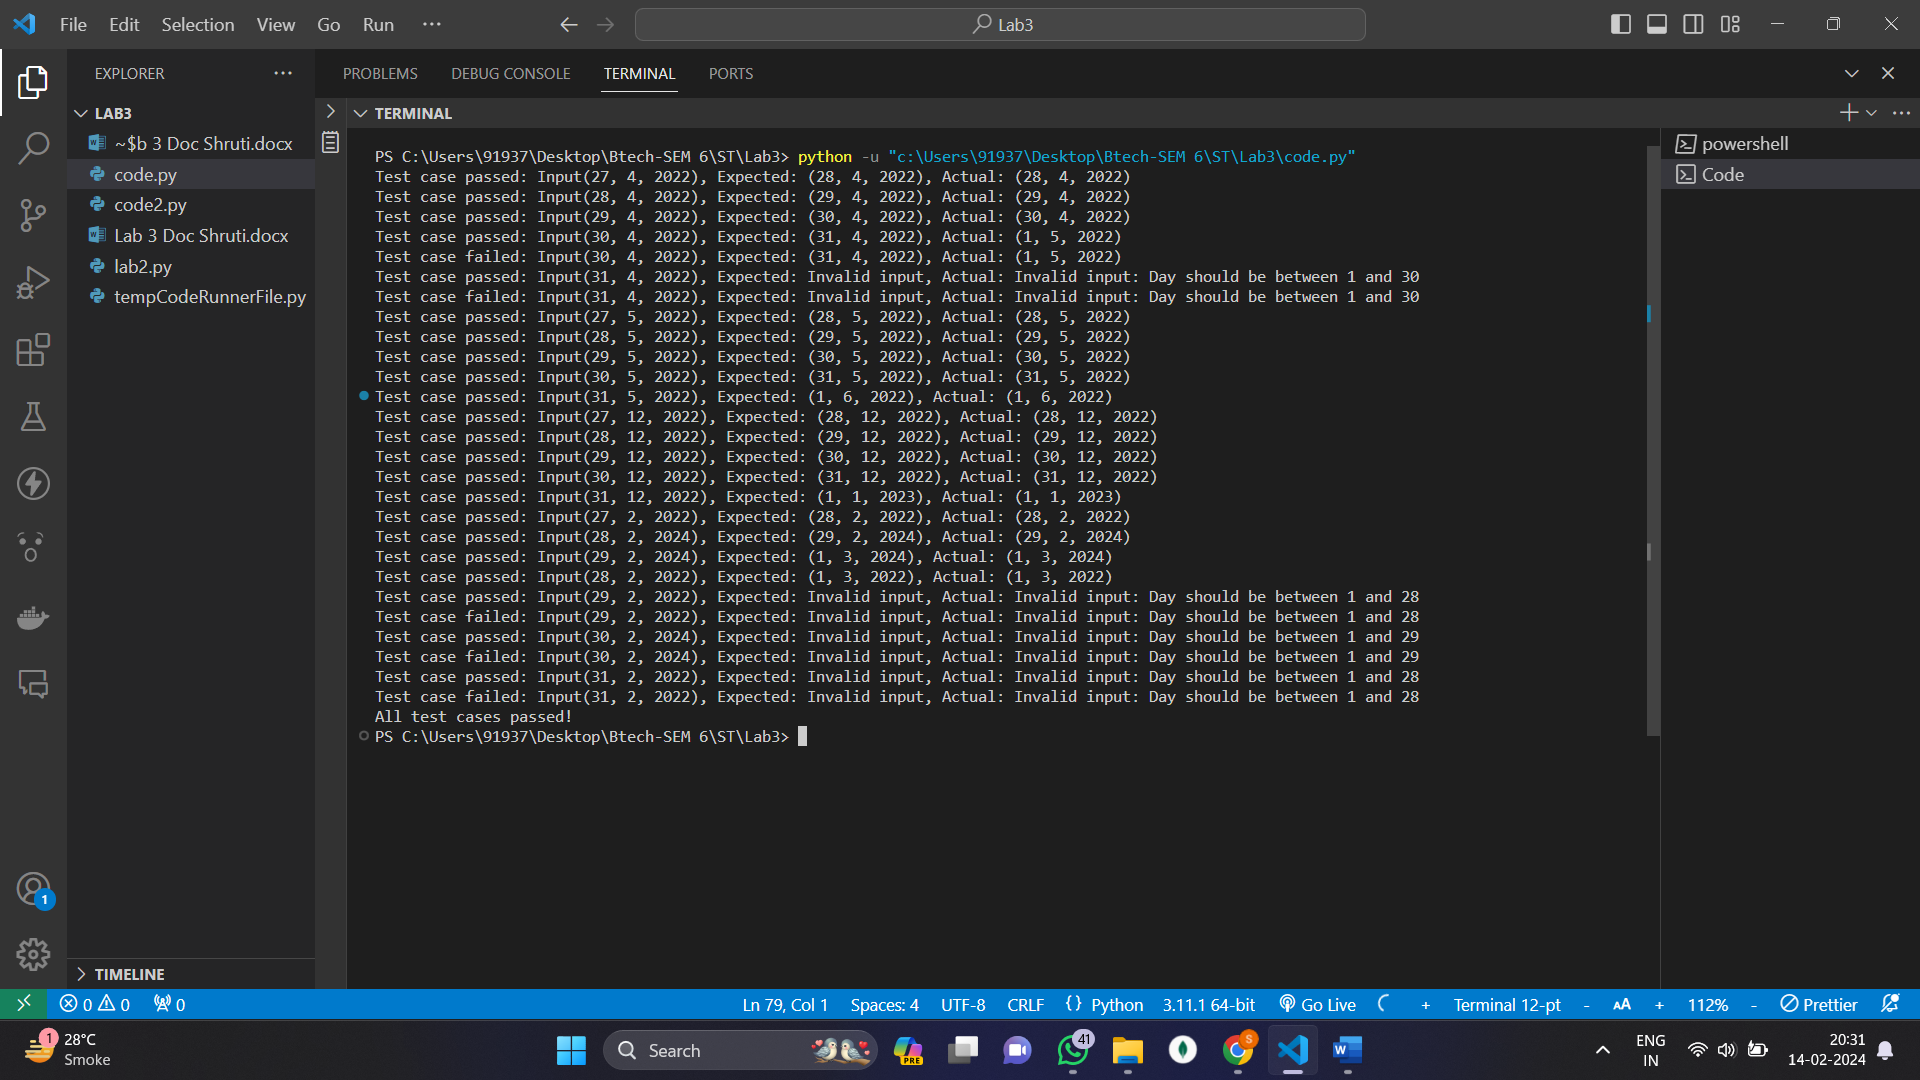 File Edit Selection View Go Run ··· Lab3
EXPLORER ···
PROBLEMS DEBUG CONSOLE TERMINAL PORTS
LAB3
~$b 3 Doc Shruti.docx
code.py
code2.py
Lab 3 Doc Shruti.docx
lab2.py
tempCodeRunnerFile.py
TERMINAL
PS C:\Users\91937\Desktop\Btech-SEM 6\ST\Lab3> python -u "c:\Users\91937\Desktop\Btech-SEM 6\ST\Lab3\code.py"
Test case passed: Input(27, 4, 2022), Expected: (28, 4, 2022), Actual: (28, 4, 2022)
Test case passed: Input(28, 4, 2022), Expected: (29, 4, 2022), Actual: (29, 4, 2022)
Test case passed: Input(29, 4, 2022), Expected: (30, 4, 2022), Actual: (30, 4, 2022)
Test case passed: Input(30, 4, 2022), Expected: (31, 4, 2022), Actual: (1, 5, 2022)
Test case failed: Input(30, 4, 2022), Expected: (31, 4, 2022), Actual: (1, 5, 2022)
Test case passed: Input(31, 4, 2022), Expected: Invalid input, Actual: Invalid input: Day should be between 1 and 30
Test case failed: Input(31, 4, 2022), Expected: Invalid input, Actual: Invalid input: Day should be between 1 and 30
Test case passed: Input(27, 5, 2022), Expected: (28, 5, 2022), Actual: (28, 5, 2022)
Test case passed: Input(28, 5, 2022), Expected: (29, 5, 2022), Actual: (29, 5, 2022)
Test case passed: Input(29, 5, 2022), Expected: (30, 5, 2022), Actual: (30, 5, 2022)
Test case passed: Input(30, 5, 2022), Expected: (31, 5, 2022), Actual: (31, 5, 2022)
Test case passed: Input(31, 5, 2022), Expected: (1, 6, 2022), Actual: (1, 6, 2022)
Test case passed: Input(27, 12, 2022), Expected: (28, 12, 2022), Actual: (28, 12, 2022)
Test case passed: Input(28, 12, 2022), Expected: (29, 12, 2022), Actual: (29, 12, 2022)
Test case passed: Input(29, 12, 2022), Expected: (30, 12, 2022), Actual: (30, 12, 2022)
Test case passed: Input(30, 12, 2022), Expected: (31, 12, 2022), Actual: (31, 12, 2022)
Test case passed: Input(31, 12, 2022), Expected: (1, 1, 2023), Actual: (1, 1, 2023)
Test case passed: Input(27, 2, 2022), Expected: (28, 2, 2022), Actual: (28, 2, 2022)
Test case passed: Input(28, 2, 2024), Expected: (29, 2, 2024), Actual: (29, 2, 2024)
Test case passed: Input(29, 2, 2024), Expected: (1, 3, 2024), Actual: (1, 3, 2024)
Test case passed: Input(28, 2, 2022), Expected: (1, 3, 2022), Actual: (1, 3, 2022)
Test case passed: Input(29, 2, 2022), Expected: Invalid input, Actual: Invalid input: Day should be between 1 and 28
Test case failed: Input(29, 2, 2022), Expected: Invalid input, Actual: Invalid input: Day should be between 1 and 28
Test case passed: Input(30, 2, 2024), Expected: Invalid input, Actual: Invalid input: Day should be between 1 and 29
Test case failed: Input(30, 2, 2024), Expected: Invalid input, Actual: Invalid input: Day should be between 1 and 29
Test case passed: Input(31, 2, 2022), Expected: Invalid input, Actual: Invalid input: Day should be between 1 and 28
Test case failed: Input(31, 2, 2022), Expected: Invalid input, Actual: Invalid input: Day should be between 1 and 28
All test cases passed!
PS C:\Users\91937\Desktop\Btech-SEM 6\ST\Lab3>
powershell
Code
1
TIMELINE
0 0 0 Ln 79, Col 1 Spaces: 4 UTF-8 CRLF {} Python 3.11.1 64-bit Go Live + Terminal 12-pt - AA + 112% - Prettier
1 28°C
Smoke
Search
PRE
41
S
W
ENG
IN
20:31
14-02-2024